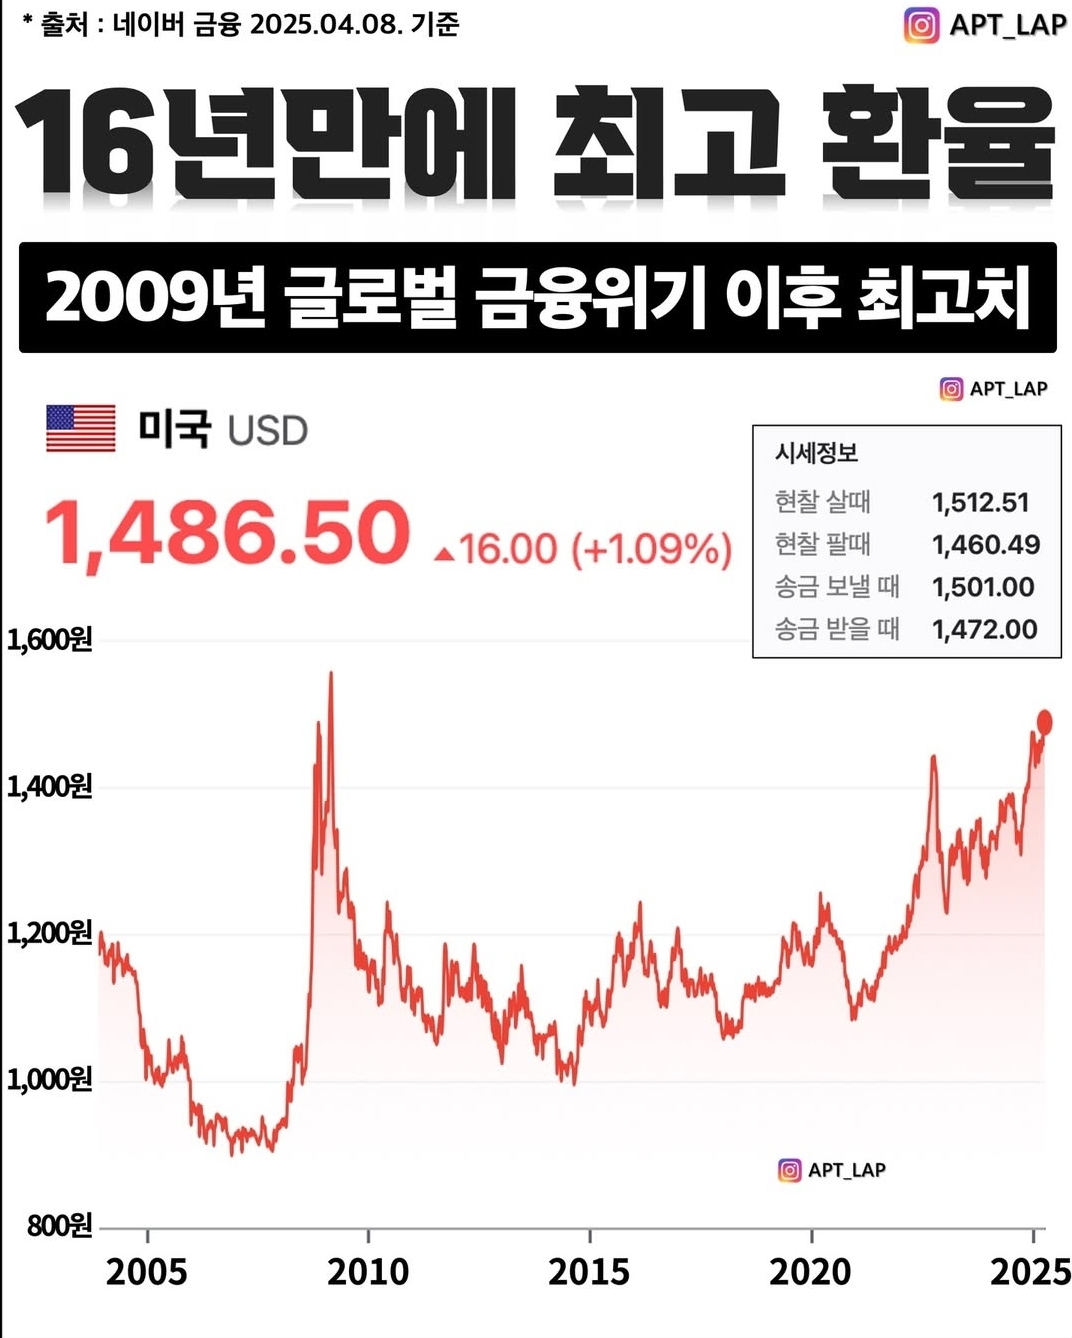 * 출처 : 네이버 금융 2025.04.08. 기준
APT_LAP
16년만에 최고 환율
2009년 글로벌 금융위기 이후 최고치
APT_LAP
미국 USD
1,486.50 ▲16.00 (+1.09%)
시세정보
현찰 살때 1,512.51
현찰 팔때 1,460.49
송금 보낼 때 1,501.00
송금 받을 때 1,472.00
1,600원
1,400원
1,200원
1,000원
APT_LAP
800원
2005 2010 2015 2020 2025